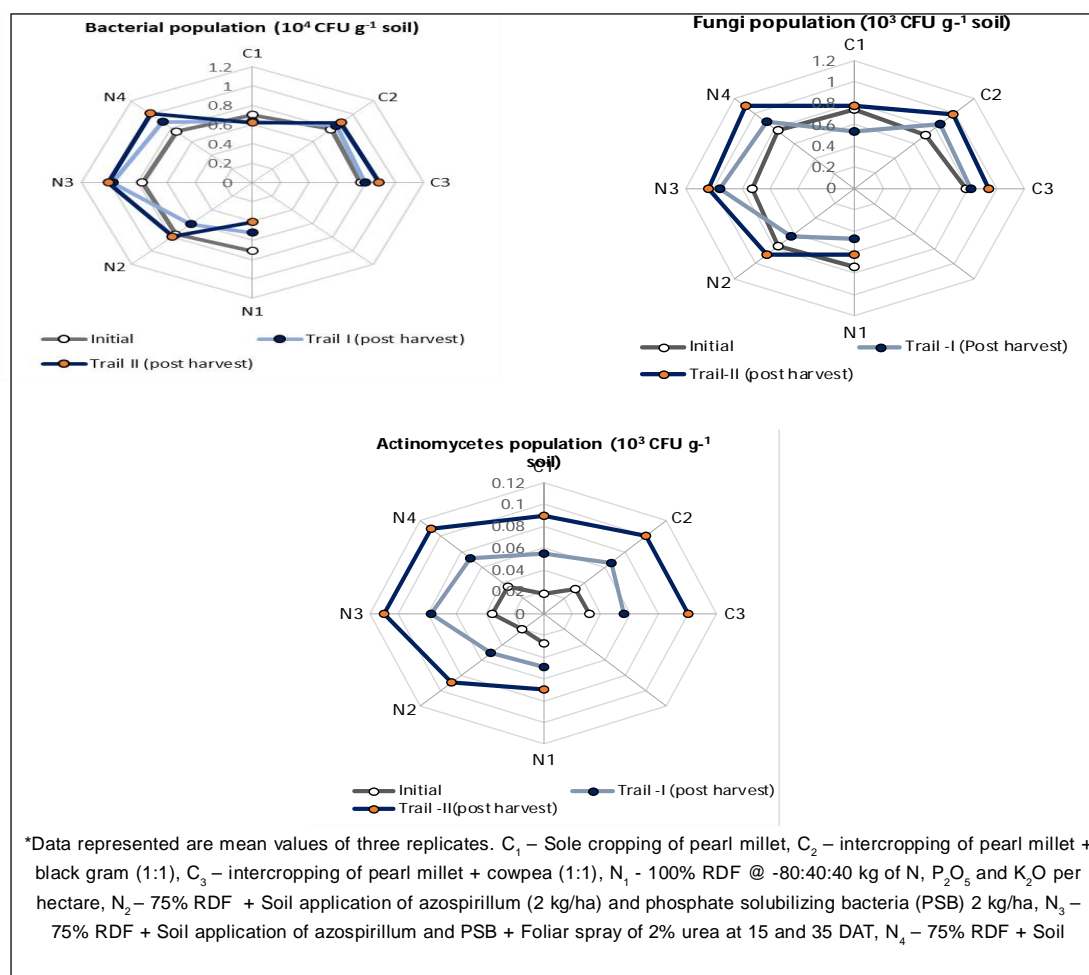 Bacterial population (10⁴ CFU g⁻¹ soil)
C1
1.2
1
0.8
0.6
0.4
0.2
0
N4
C2
N3
C3
N2
N1
Initial
Trail I (post harvest)
Trail II (post harvest)
Fungi population (10³ CFU g-¹ soil)
C1
1.2
1
0.8
0.6
0.4
0.2
0
N4
C2
N3
C3
N2
N1
Initial
Trail -I (Post harvest)
Trail-II (post harvest)
Actinomycetes population (10³ CFU g-¹
soil)
C1
0.12
0.1
0.08
0.06
0.04
0.02
0
N4
C2
N3
C3
N2
N1
Initial
Trail -I (post harvest)
Trail -II(post harvest)
*Data represented are mean values of three replicates. C₁ – Sole cropping of pearl millet, C₂ – intercropping of pearl millet +
black gram (1:1), C₃ – intercropping of pearl millet + cowpea (1:1), N₁ - 100% RDF @ -80:40:40 kg of N, P₂O₅ and K₂O per
hectare, N₂ – 75% RDF + Soil application of azospirillum (2 kg/ha) and phosphate solubilizing bacteria (PSB) 2 kg/ha, N₃ –
75% RDF + Soil application of azospirillum and PSB + Foliar spray of 2% urea at 15 and 35 DAT, N₄ – 75% RDF + Soil